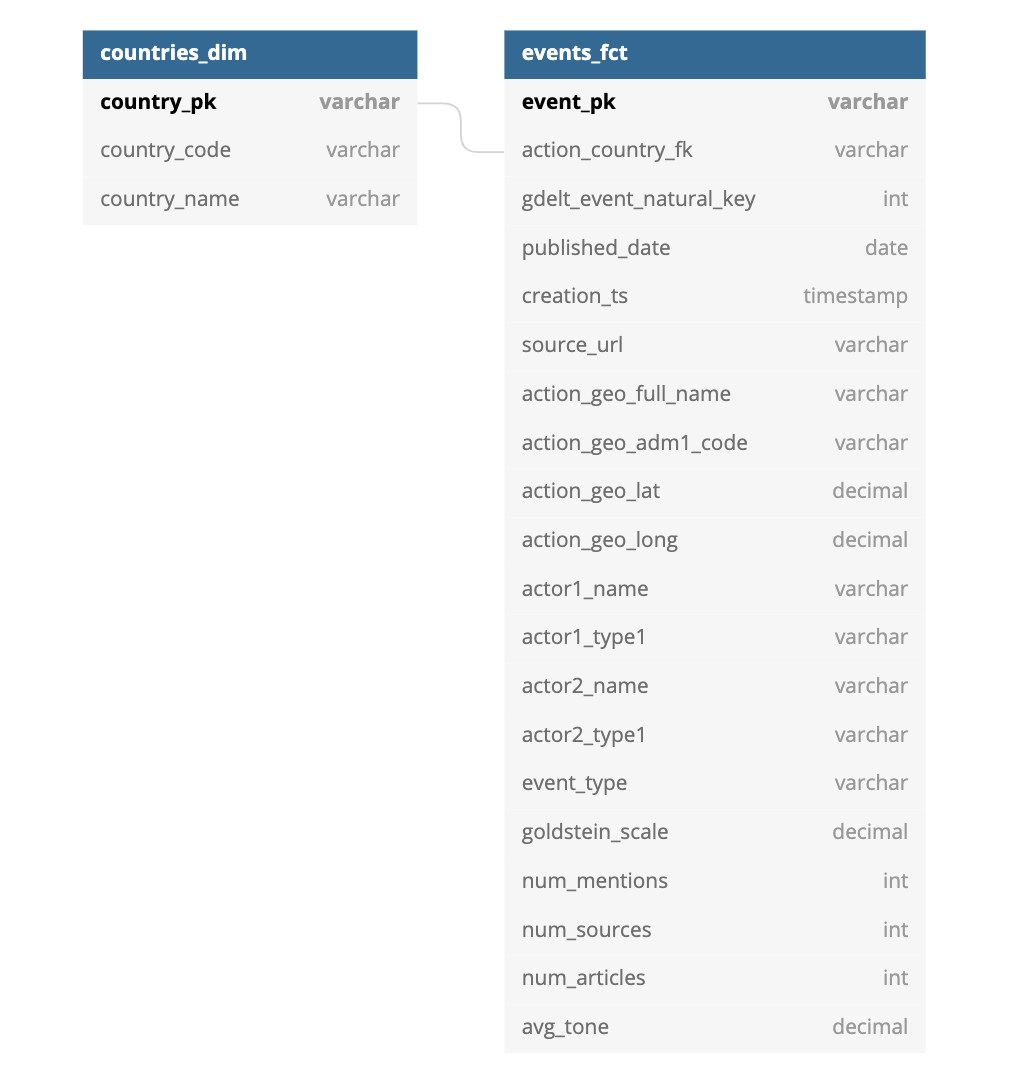 countries_dim
country_pk varchar
country_code varchar
country_name varchar
events_fct
event_pk varchar
action_country_fk varchar
gdelt_event_natural_key int
published_date date
creation_ts timestamp
source_url varchar
action_geo_full_name varchar
action_geo_adm1_code varchar
action_geo_lat decimal
action_geo_long decimal
actor1_name varchar
actor1_type1 varchar
actor2_name varchar
actor2_type1 varchar
event_type varchar
goldstein_scale decimal
num_mentions int
num_sources int
num_articles int
avg_tone decimal